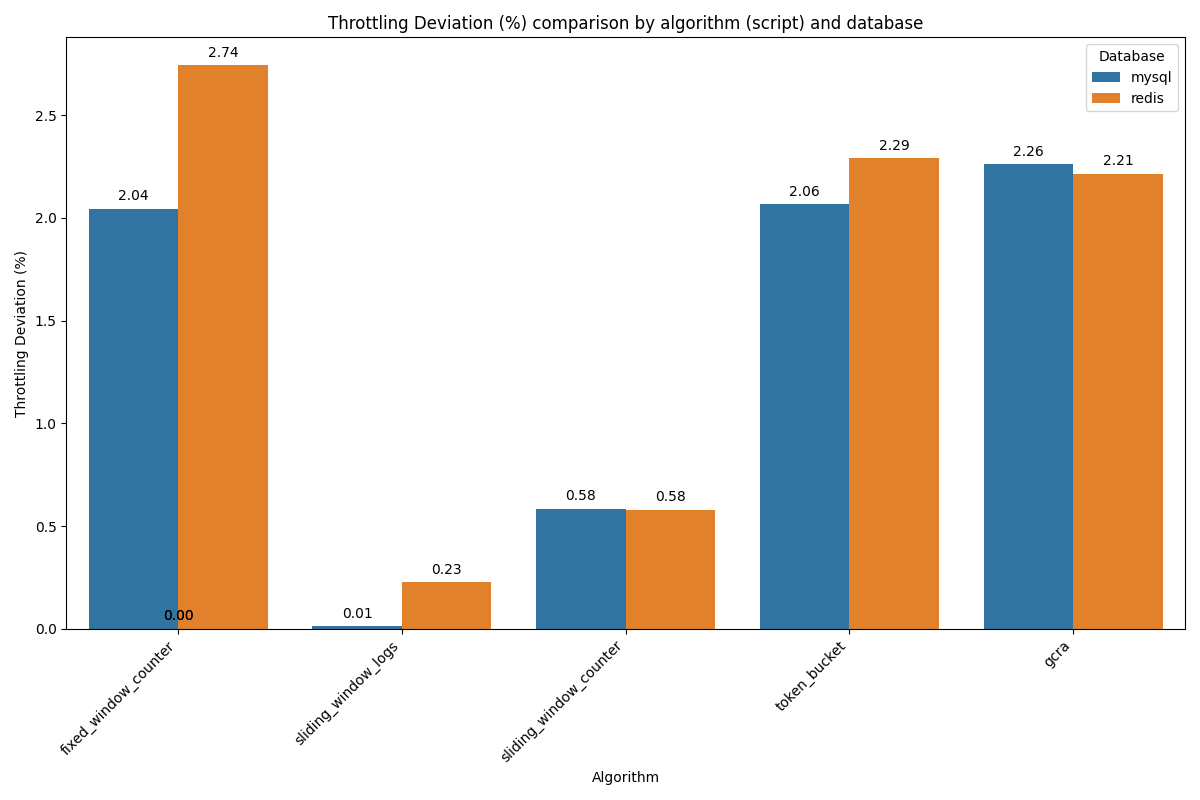 Throttling Deviation (%) comparison by algorithm (script) and database
Database
mysql
redis
Throttling Deviation (%)
2.5
2.0
1.5
1.0
0.5
0.0
2.04
2.74
0.00
0.01
0.23
0.58
0.58
2.06
2.29
2.26
2.21
fixed_window_counter
sliding_window_logs
sliding_window_counter
token_bucket
gcra
Algorithm